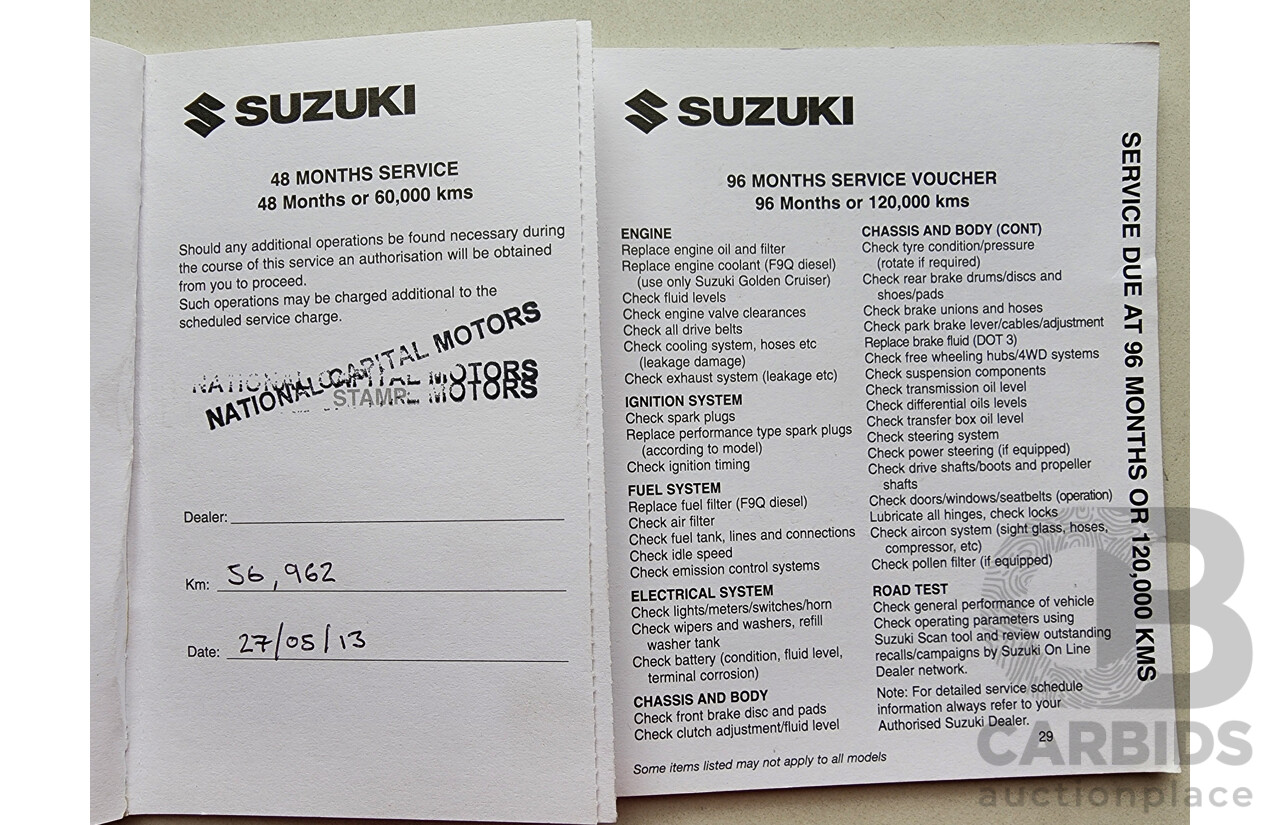 SUZUKI
48 MONTHS SERVICE
48 Months or 60,000 kms
Should any additional operations be found necessary during
the course of this service an authorisation will be obtained
from you to proceed.
Such operations may be charged additional to the
scheduled service charge.
NATIONAL CAPITAL MOTORS
NATIONAL CAPITAL MOTORS
STAMP
MOTORS
Dealer:
Km: 56,962
Date: 27/05/13
SUZUKI
96 MONTHS SERVICE VOUCHER
96 Months or 120,000 kms
ENGINE
Replace engine oil and filter
Replace engine coolant (F9Q diesel)
(use only Suzuki Golden Cruiser)
Check fluid levels
Check engine valve clearances
Check all drive belts
Check cooling system, hoses etc
(leakage damage)
Check exhaust system (leakage etc)
IGNITION SYSTEM
Check spark plugs
Replace performance type spark plugs
(according to model)
Check ignition timing
FUEL SYSTEM
Replace fuel filter (F9Q diesel)
Check air filter
Check fuel tank, lines and connections
Check idle speed
Check emission control systems
ELECTRICAL SYSTEM
Check lights/meters/switches/horn
Check wipers and washers, refill
washer tank
Check battery (condition, fluid level,
terminal corrosion)
CHASSIS AND BODY
Check front brake disc and pads
Check clutch adjustment/fluid level
Some items listed may not apply to all models
CHASSIS AND BODY (CONT)
Check tyre condition/pressure
(rotate if required)
Check rear brake drums/discs and
shoes/pads
Check brake unions and hoses
Check park brake lever/cables/adjustment
Replace brake fluid (DOT 3)
Check free wheeling hubs/4WD systems
Check suspension components
Check transmission oil level
Check differential oils levels
Check transfer box oil level
Check steering system
Check power steering (if equipped)
Check drive shafts/boots and propeller
shafts
Check doors/windows/seatbelts (operation)
Lubricate all hinges, check locks
Check aircon system (sight glass, hoses,
compressor, etc)
Check pollen filter (if equipped)
ROAD TEST
Check general performance of vehicle
Check operating parameters using
Suzuki Scan tool and review outstanding
recalls/campaigns by Suzuki On Line
Dealer network.
Note: For detailed service schedule
information always refer to your
Authorised Suzuki Dealer.
29
SERVICE DUE AT 96 MONTHS OR 120,000 KMS
CARBIDS
auctionplace